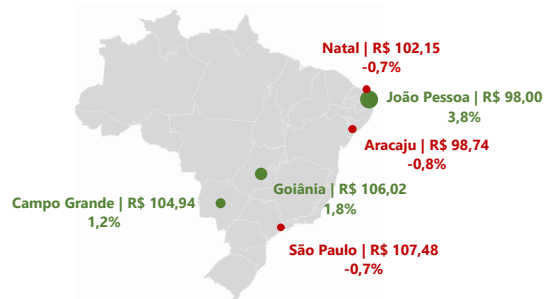 Natal | R$ 102,15
-0,7%
João Pessoa | R$ 98,00
3,8%
Aracaju | R$ 98,74
-0,8%
Goiânia | R$ 106,02
1,8%
Campo Grande | R$ 104,94
1,2%
São Paulo | R$ 107,48
-0,7%